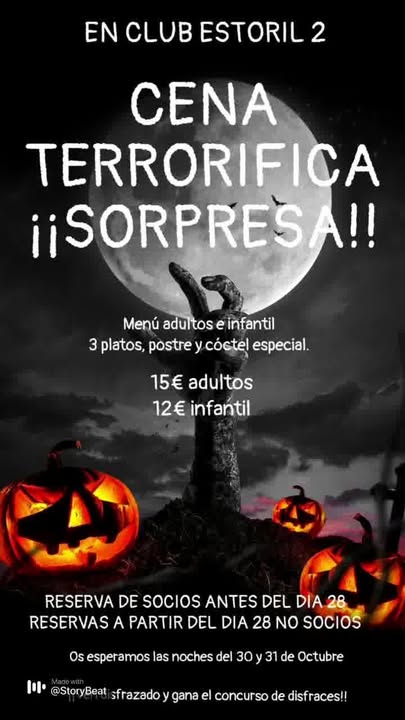 EN CLUB ESTORIL 2
CENA
TERRORIFICA
¡¡SORPRESA!!
Menú adultos e infantil
3 platos, postre y cóctel especial.
15€ adultos
12€ infantil
RESERVA DE SOCIOS ANTES DEL DIA 28
RESERVAS A PARTIR DEL DIA 28 NO SOCIOS
Os esperamos las noches del 30 y 31 de Octubre
Made with
@StoryBeat
sfrazado y gana el concurso de disfraces!!